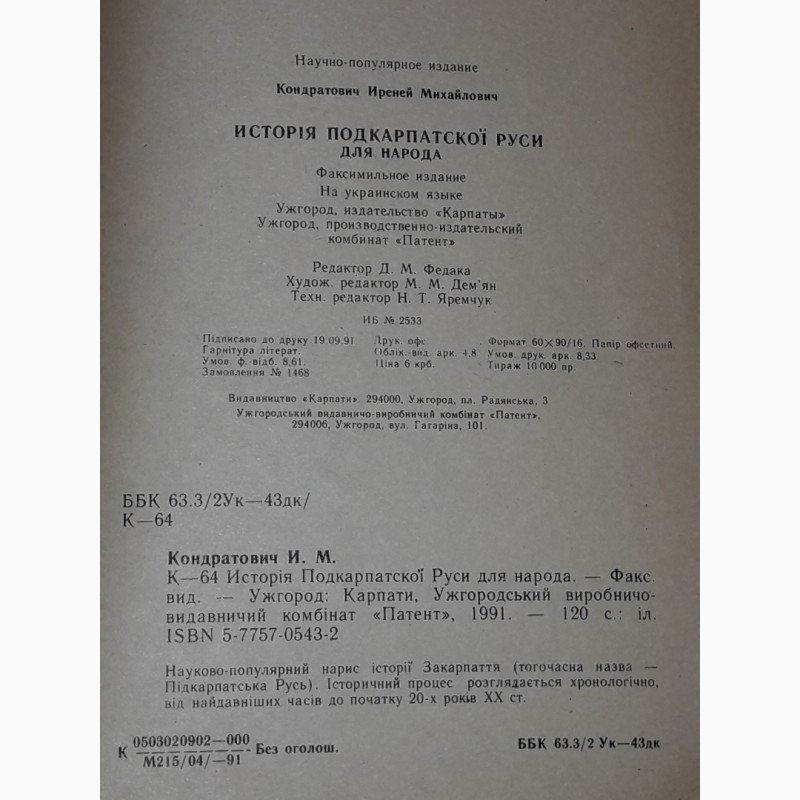 Научно-популярное издание
Кондратович Иреней Михайлович
ИСТОРІЯ ПОДКАРПАТСКОЇ РУСИ
ДЛЯ НАРОДА
Факсимильное издание
На украинском языке
Ужгород, издательство «Карпаты»
Ужгород, производственно-издательский
комбинат «Патент»
Редактор Д. М. Федака
Худож. редактор М. М. Дем'ян
Техн. редактор Н. Т. Яремчук
ИБ № 2533
Підписано до друку 19.09.91 Друк. офс. Формат 60×90/16. Папір офсетний.
Гарнітура літерат. Облік.-вид. арк. 4,8. Умов. друк. арк. 8,33.
Умов. ф.-відб. 8,61. Ціна 6 крб. Тираж 10 000 пр.
Замовлення № 1468
Видавництво «Карпати» 294000, Ужгород, пл. Радянська, 3
Ужгородський видавничо-виробничий комбінат «Патент»,
294006, Ужгород, вул. Гагаріна, 101.
ББК 63.3/2Ук—43дк/
К—64
Кондратович И. М.
К—64 Исторія Подкарпатскої Руси для народа. — Факс.
вид. — Ужгород: Карпати, Ужгородський виробничо-
видавничий комбінат «Патент», 1991. — 120 с.: іл.
ISBN 5-7757-0543-2
Науково-популярний нарис історії Закарпаття (тогочасна назва —
Підкарпатська Русь). Історичний процес розглядається хронологічно,
від найдавніших часів до початку 20-х років XX ст.
К 0503020902—000 Без оголош. ББК 63.3/2 Ук—43дк
М215/04/—91